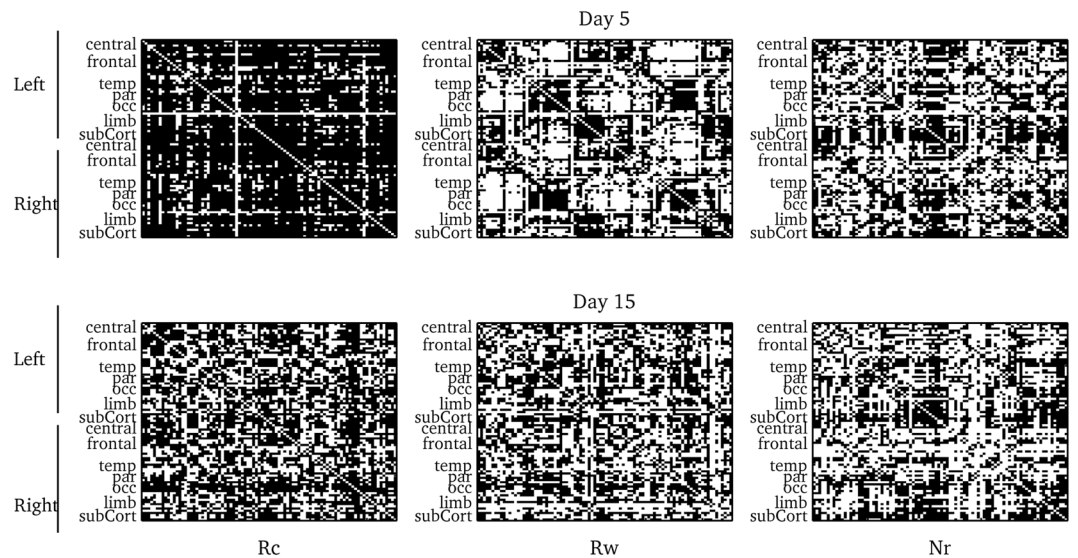 Day 5
Left
central
frontal
temp
par
occ
limb
subCort
central
frontal
temp
par
occ
limb
subCort
Right
central
frontal
temp
par
occ
limb
subCort
central
frontal
temp
par
occ
limb
subCort
central
frontal
temp
par
occ
limb
subCort
central
frontal
temp
par
occ
limb
subCort
Day 15
Left
central
frontal
temp
par
occ
limb
subCort
central
frontal
temp
par
occ
limb
subCort
Right
central
frontal
temp
par
occ
limb
subCort
central
frontal
temp
par
occ
limb
subCort
central
frontal
temp
par
occ
limb
subCort
central
frontal
temp
par
occ
limb
subCort
Rc
Rw
Nr